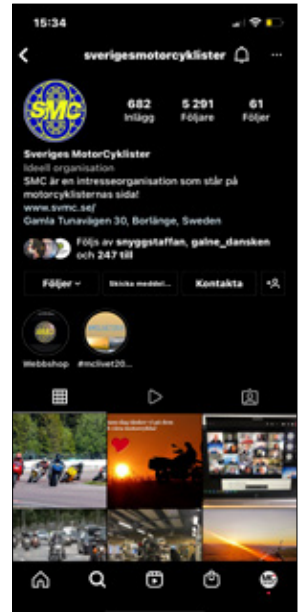 15:34
sverigesmotorcyklister
SMC
682
5 291
61
Inlägg
Följare
Följer
Sveriges MotorCyklister
Ideell organisation
SMC är en intresseorganisation som står på
motorcyklisternas sida!
www.svmc.se/
Gamla Tunavägen 30, Borlänge, Sweden
Följs av snyggstaffan, galne_dansken
och 247 till
Följer
Skicka meddel...
Kontakta
Webbshop
#mclivet20...